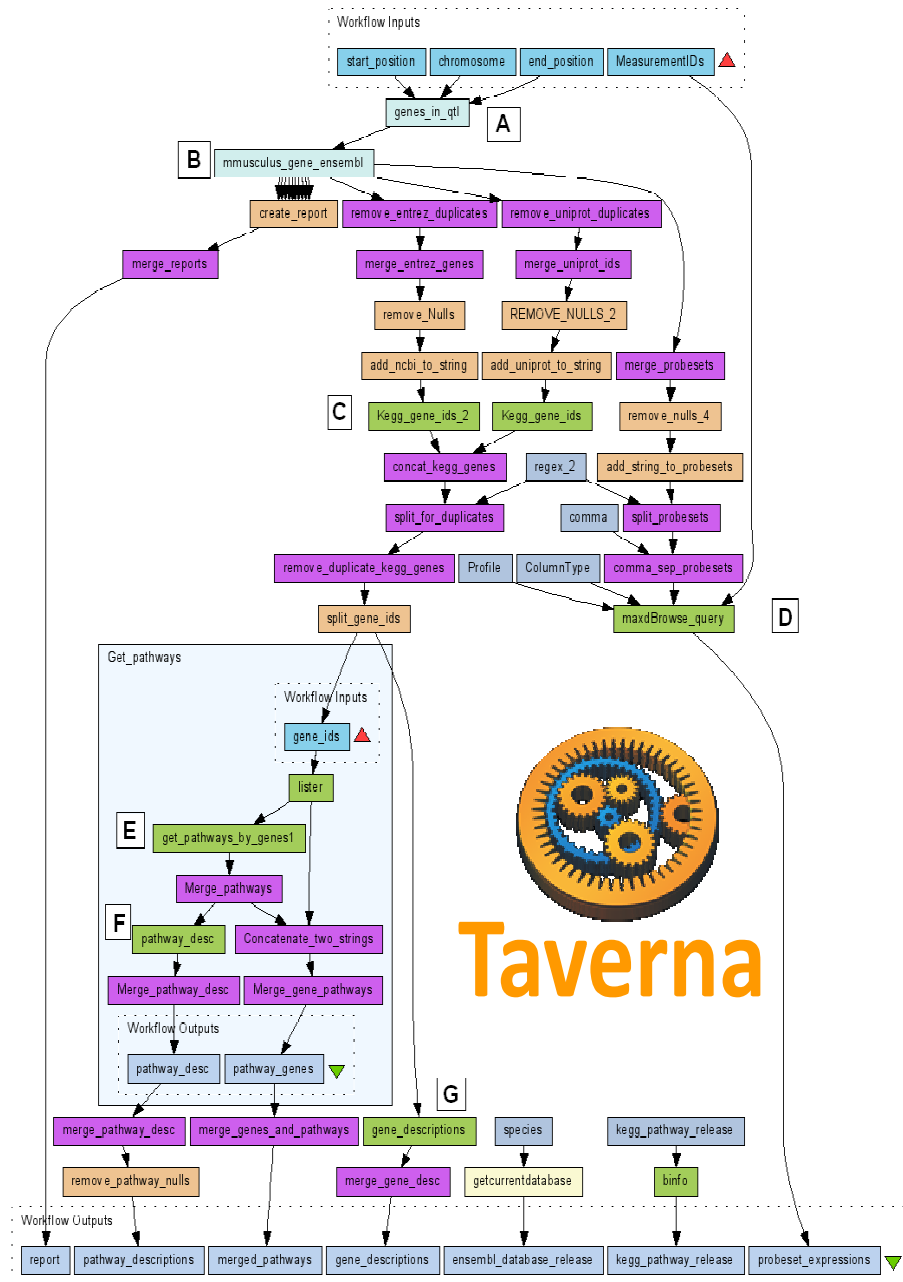 Workflow Inputs
start_position
chromosome
end_position
MeasurementIDs
genes_in_qtl
A
B
mmusculus_gene_ensembl
create_report
remove_entrez_duplicates
remove_uniprot_duplicates
merge_reports
merge_entrez_genes
merge_uniprot_ids
remove_Nulls
REMOVE_NULLS_2
add_ncbi_to_string
add_uniprot_to_string
merge_probesets
C
Kegg_gene_ids_2
Kegg_gene_ids
remove_nulls_4
concat_kegg_genes
regex_2
add_string_to_probesets
split_for_duplicates
comma
split_probesets
remove_duplicate_kegg_genes
Profile
ColumnType
comma_sep_probesets
split_gene_ids
maxdBrowse_query
D
Get_pathways
Workflow Inputs
gene_ids
lister
E
get_pathways_by_genes1
Merge_pathways
F
pathway_desc
Concatenate_two_strings
Taverna
Merge_pathway_desc
Merge_gene_pathways
Workflow Outputs
pathway_desc
pathway_genes
G
merge_pathway_desc
merge_genes_and_pathways
gene_descriptions
species
kegg_pathway_release
remove_pathway_nulls
merge_gene_desc
getcurrentdatabase
binfo
Workflow Outputs
report
pathway_descriptions
merged_pathways
gene_descriptions
ensembl_database_release
kegg_pathway_release
probeset_expressions